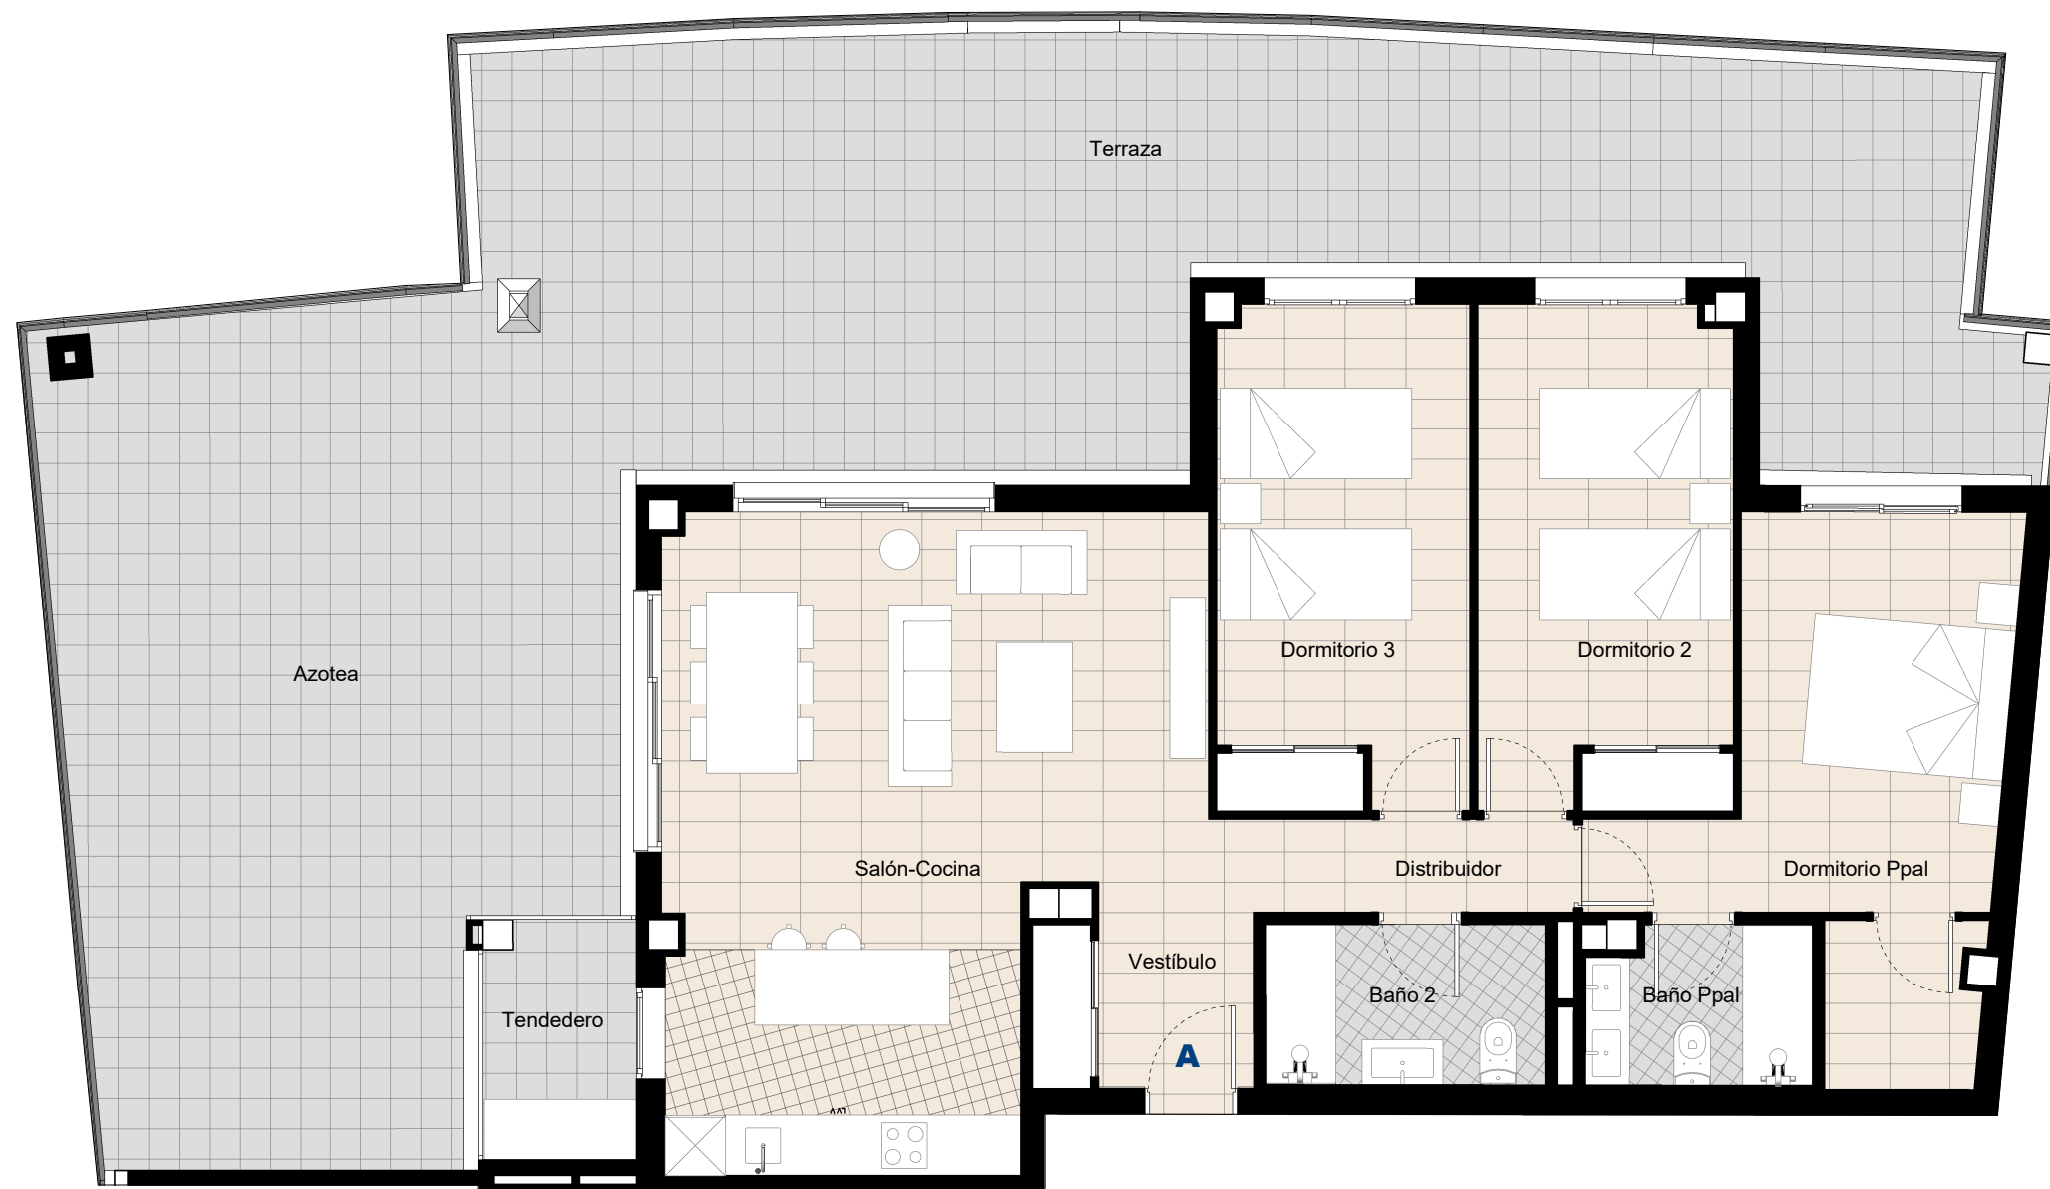 Terraza
Azotea
Dormitorio 3
Dormitorio 2
Salón-Cocina
Distribuidor
Dormitorio Ppal
Vestíbulo
Baño 2
Baño Ppal
Tendedero
A